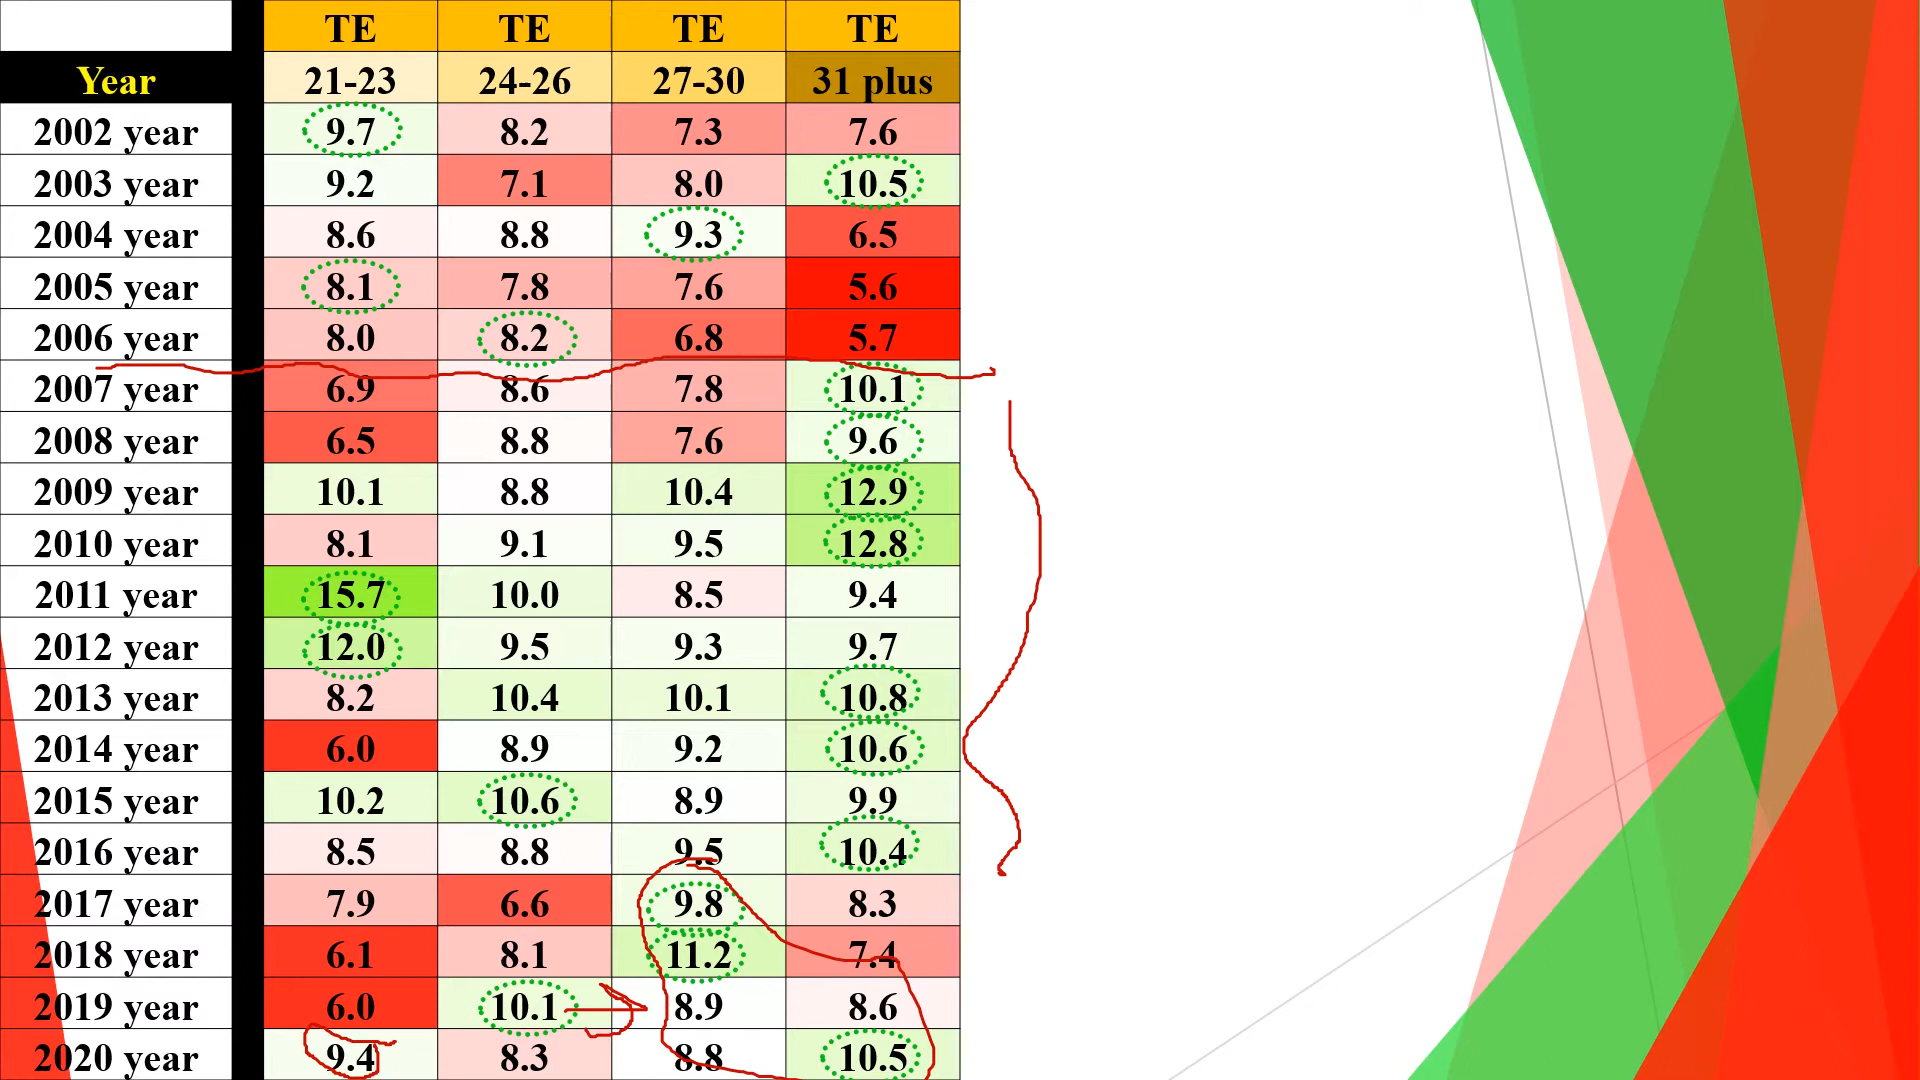 TE TE TE TE
Year 21-23 24-26 27-30 31 plus
2002 year 9.7 8.2 7.3 7.6
2003 year 9.2 7.1 8.0 10.5
2004 year 8.6 8.8 9.3 6.5
2005 year 8.1 7.8 7.6 5.6
2006 year 8.0 8.2 6.8 5.7
2007 year 6.9 8.6 7.8 10.1
2008 year 6.5 8.8 7.6 9.6
2009 year 10.1 8.8 10.4 12.9
2010 year 8.1 9.1 9.5 12.8
2011 year 15.7 10.0 8.5 9.4
2012 year 12.0 9.5 9.3 9.7
2013 year 8.2 10.4 10.1 10.8
2014 year 6.0 8.9 9.2 10.6
2015 year 10.2 10.6 8.9 9.9
2016 year 8.5 8.8 9.5 10.4
2017 year 7.9 6.6 9.8 8.3
2018 year 6.1 8.1 11.2 7.4
2019 year 6.0 10.1 8.9 8.6
2020 year 9.4 8.3 8.8 10.5